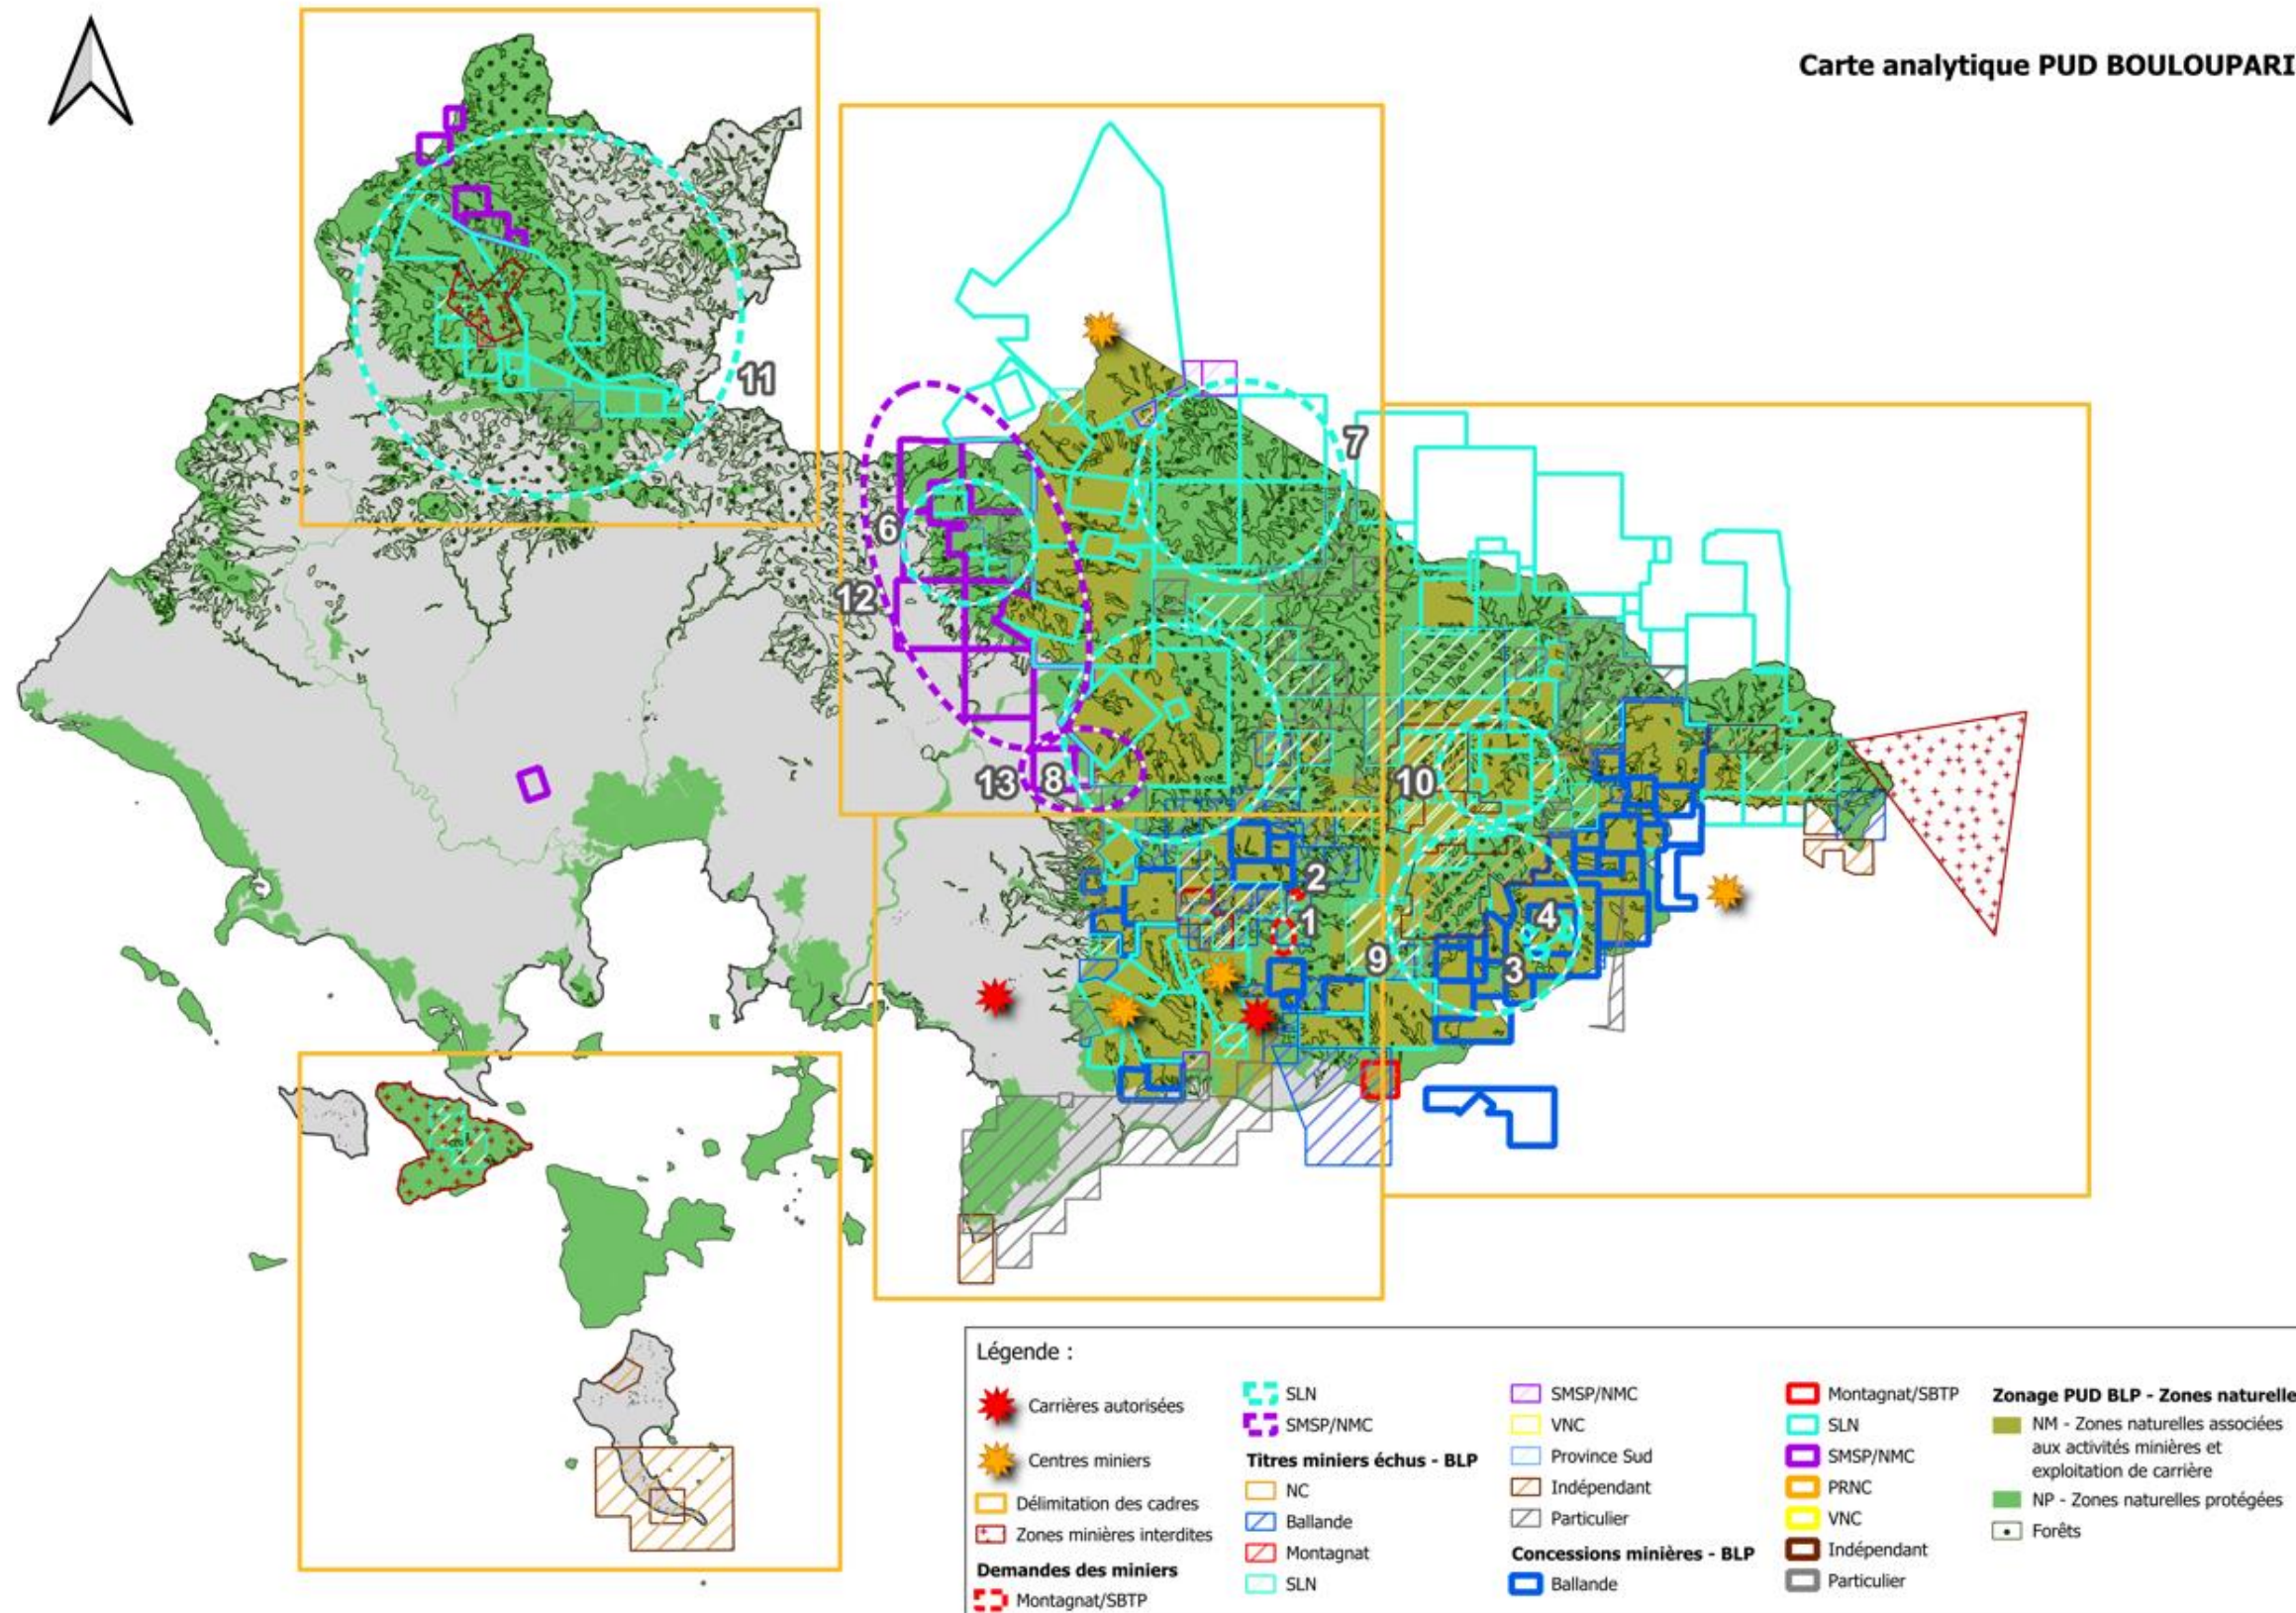 Carte analytique PUD BOULOUPARI
11
7
6
12
13
8
10
2
1
4
9
3
Légende :
Carrières autorisées
Centres miniers
Délimitation des cadres
Zones minières interdites
Demandes des miniers
Montagnat/SBTP
SLN
SMSP/NMC
Titres miniers échus - BLP
NC
Ballande
Montagnat
SLN
SMSP/NMC
VNC
Province Sud
Indépendant
Particulier
Concessions minières - BLP
Ballande
Montagnat/SBTP
SLN
SMSP/NMC
PRNC
VNC
Indépendant
Particulier
Zonage PUD BLP - Zones naturelle
NM - Zones naturelles associées
aux activités minières et
exploitation de carrière
NP - Zones naturelles protégées
Forêts